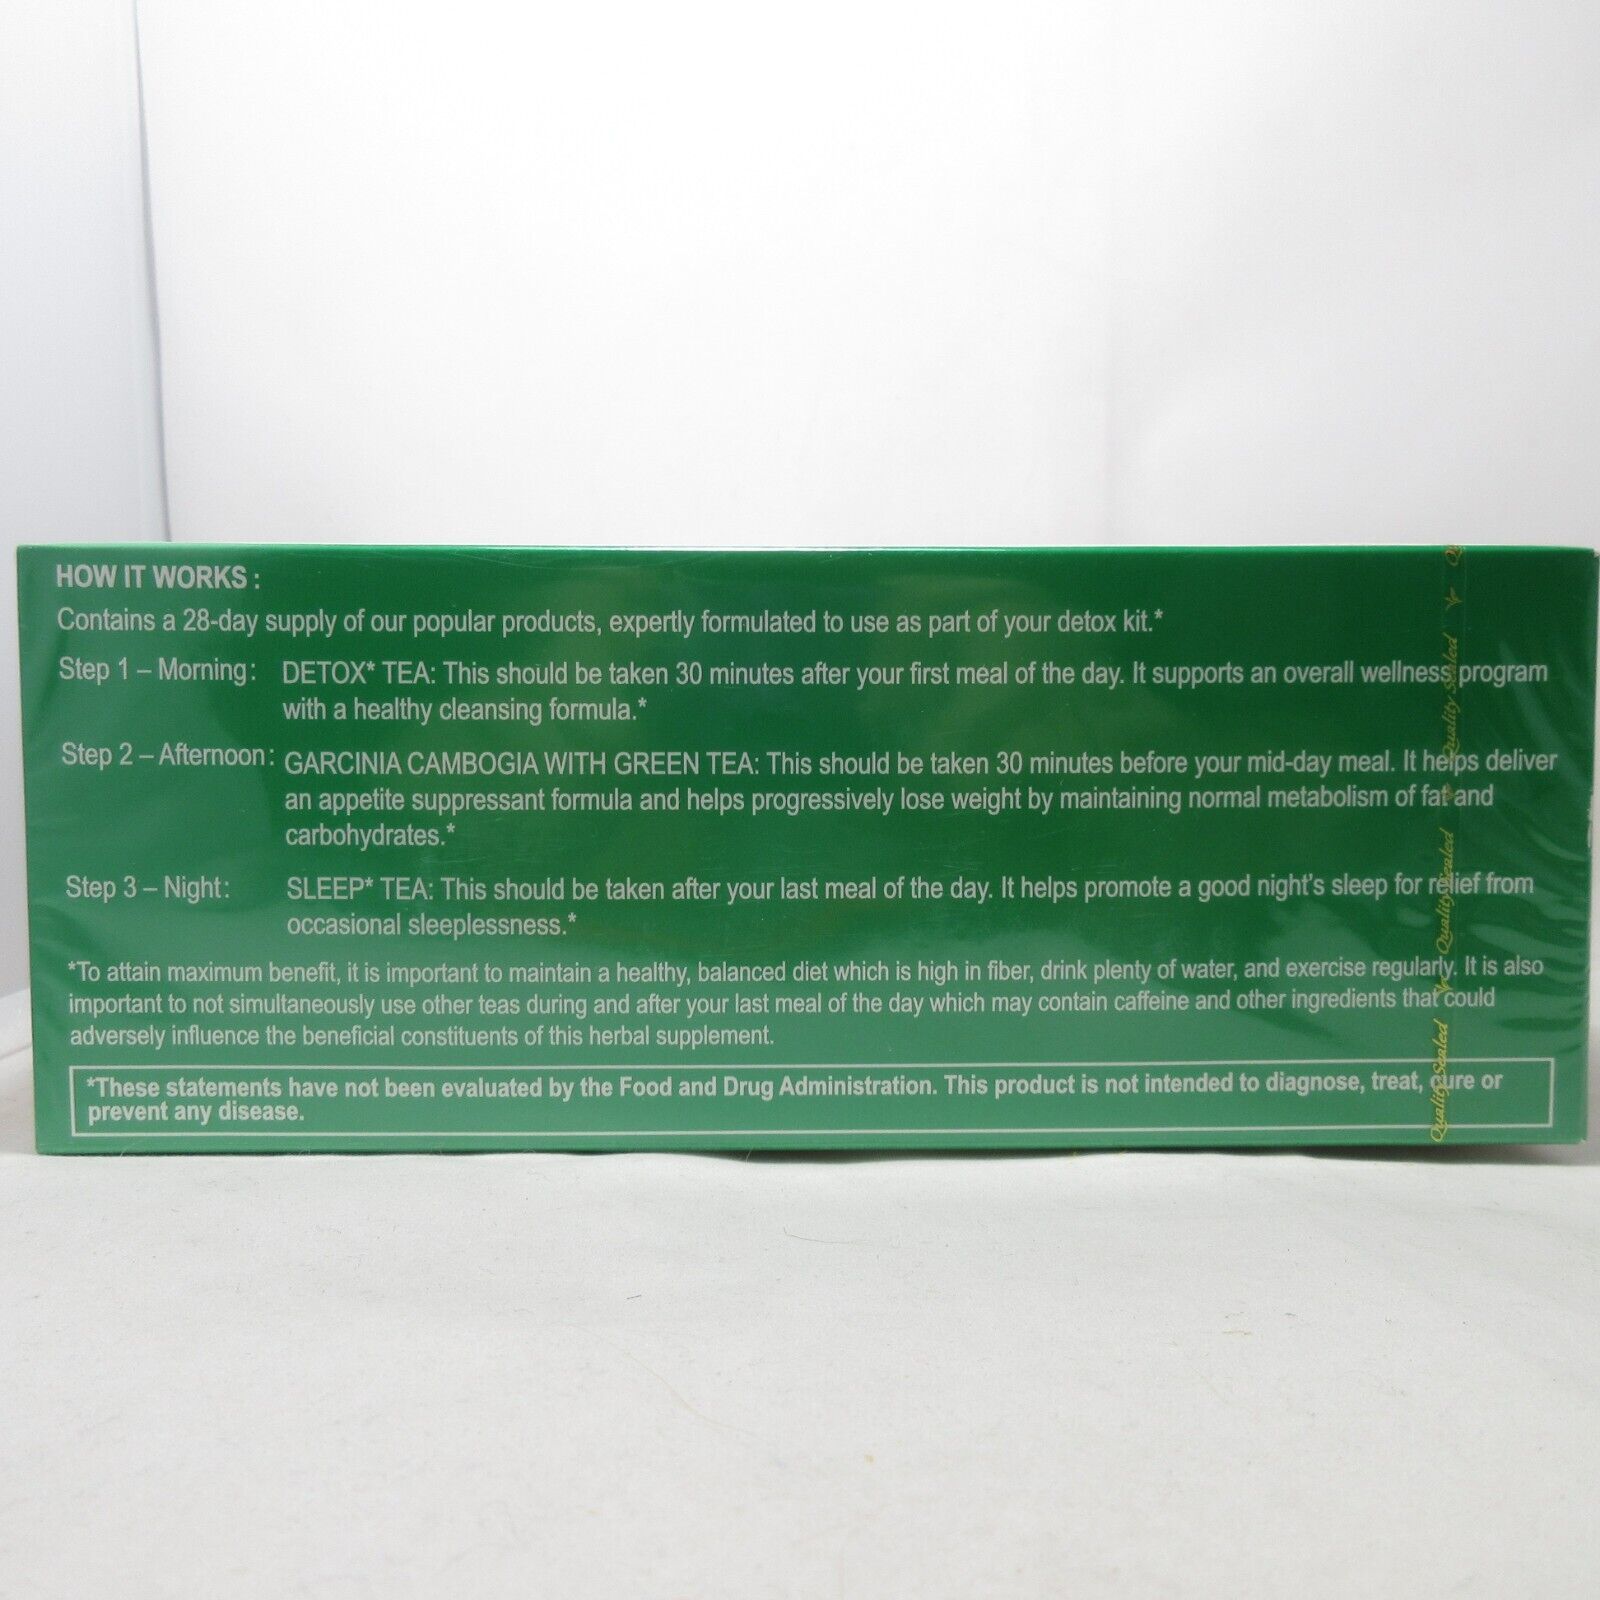 HOW IT WORKS :
Contains a 28-day supply of our popular products, expertly formulated to use as part of your detox kit.*
Step 1 – Morning: DETOX* TEA: This should be taken 30 minutes after your first meal of the day. It supports an overall wellness program
with a healthy cleansing formula.*
Step 2 – Afternoon: GARCINIA CAMBOGIA WITH GREEN TEA: This should be taken 30 minutes before your mid-day meal. It helps deliver
an appetite suppressant formula and helps progressively lose weight by maintaining normal metabolism of fat and
carbohydrates.*
Step 3 – Night: SLEEP* TEA: This should be taken after your last meal of the day. It helps promote a good night's sleep for relief from
occasional sleeplessness.*
*To attain maximum benefit, it is important to maintain a healthy, balanced diet which is high in fiber, drink plenty of water, and exercise regularly. It is also
important to not simultaneously use other teas during and after your last meal of the day which may contain caffeine and other ingredients that could
adversely influence the beneficial constituents of this herbal supplement.
*These statements have not been evaluated by the Food and Drug Administration. This product is not intended to diagnose, treat, cure or
prevent any disease.
Quality Sealed
Quality Sealed
Quality Sealed